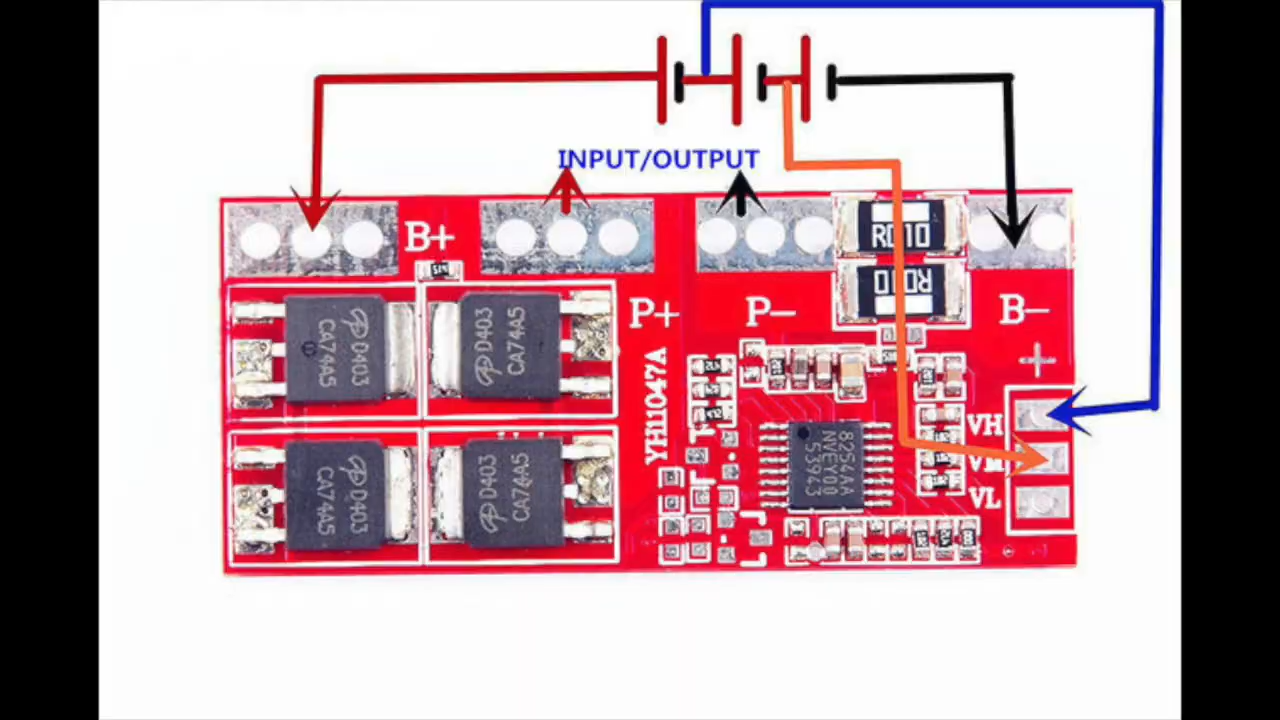 INPUT/OUTPUT
B+
R010
R010
P+
P-
B-
+
D403
CA74A5
D403
CA74A5
YH11047A
VH
VM
VL
8254AA
NVEY00
53943
D403
CA74A5
D403
CA74A5